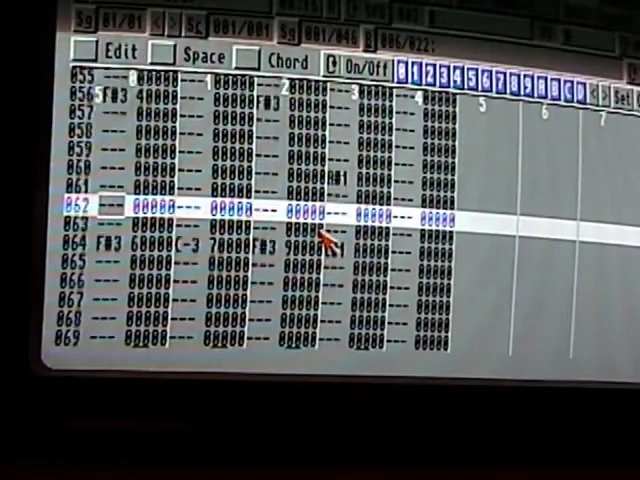 Sg 01/01 < > Sc 001/001 Sg 001/046 006/022:
Edit Space Chord On/Off 0 1 2 3 4 5 6 7 8 9 A B C D < > Set
0 1 2 3 4 5 6 7
055 --- 00000 --- 00000 --- 00000 --- 00000 --- 00000
056 F#3 40000 --- 00000 F#3 00000 --- 00000 --- 00000
057 --- 00000 --- 00000 --- 00000 --- 00000 --- 00000
058 --- 00000 --- 00000 --- 00000 --- 00000 --- 00000
059 --- 00000 --- 00000 --- 00000 --- 00000 --- 00000
060 --- 00000 --- 00000 --- 00000 A#1 00000 --- 00000
061 --- 00000 --- 00000 --- 00000 --- 00000 --- 00000
062 --- 00000 --- 00000 --- 00000 --- 00000 --- 00000
063 --- 00000 --- 00000 --- 00000 --- 00000 --- 00000
064 F#3 60000 C-3 70000 F#3 90000 A0000 --- 00000
065 --- 00000 --- 00000 --- 00000 --- 00000 --- 00000
066 --- 00000 --- 00000 --- 00000 --- 00000 --- 00000
067 --- 00000 --- 00000 --- 00000 --- 00000 --- 00000
068 --- 00000 --- 00000 --- 00000 --- 00000 --- 00000
069 --- 00000 --- 00000 --- 00000 --- 00000 --- 00000